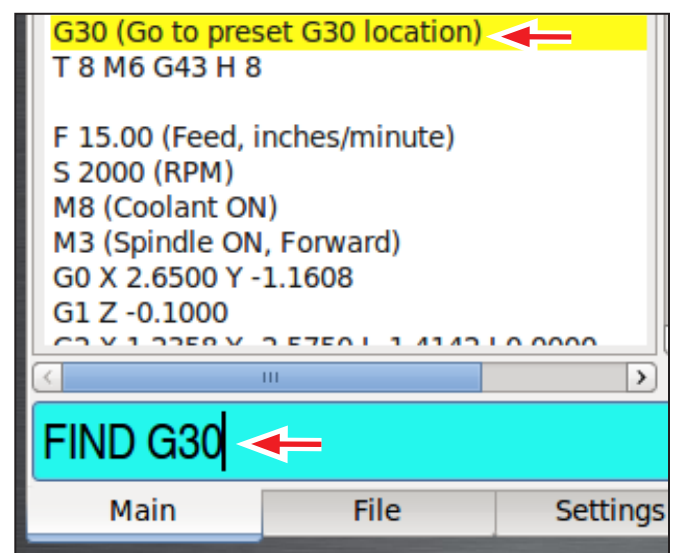 G30 (Go to preset G30 location)
T 8 M6 G43 H 8
F 15.00 (Feed, inches/minute)
S 2000 (RPM)
M8 (Coolant ON)
M3 (Spindle ON, Forward)
G0 X 2.6500 Y -1.1608
G1 Z -0.1000
FIND G30
Main File Settings